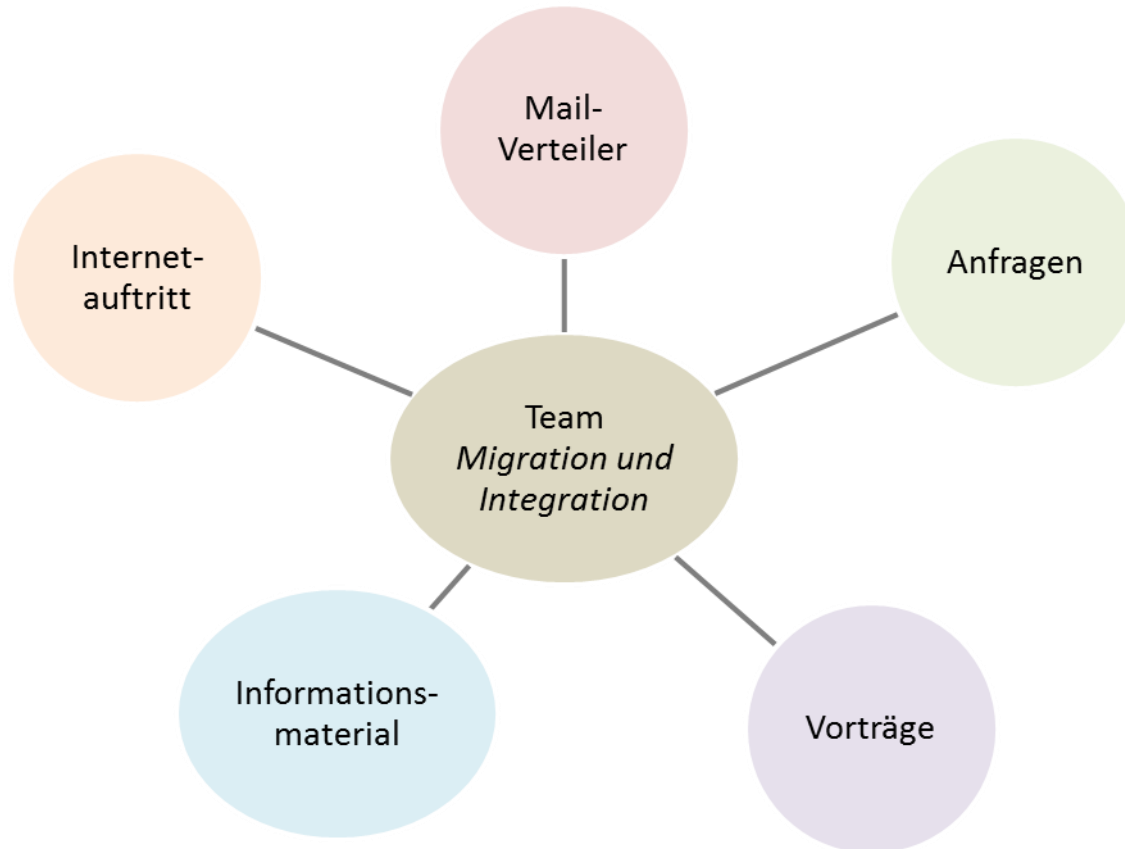 Mail-
Verteiler
Internet-
auftritt
Anfragen
Team
Migration und
Integration
Informations-
material
Vorträge